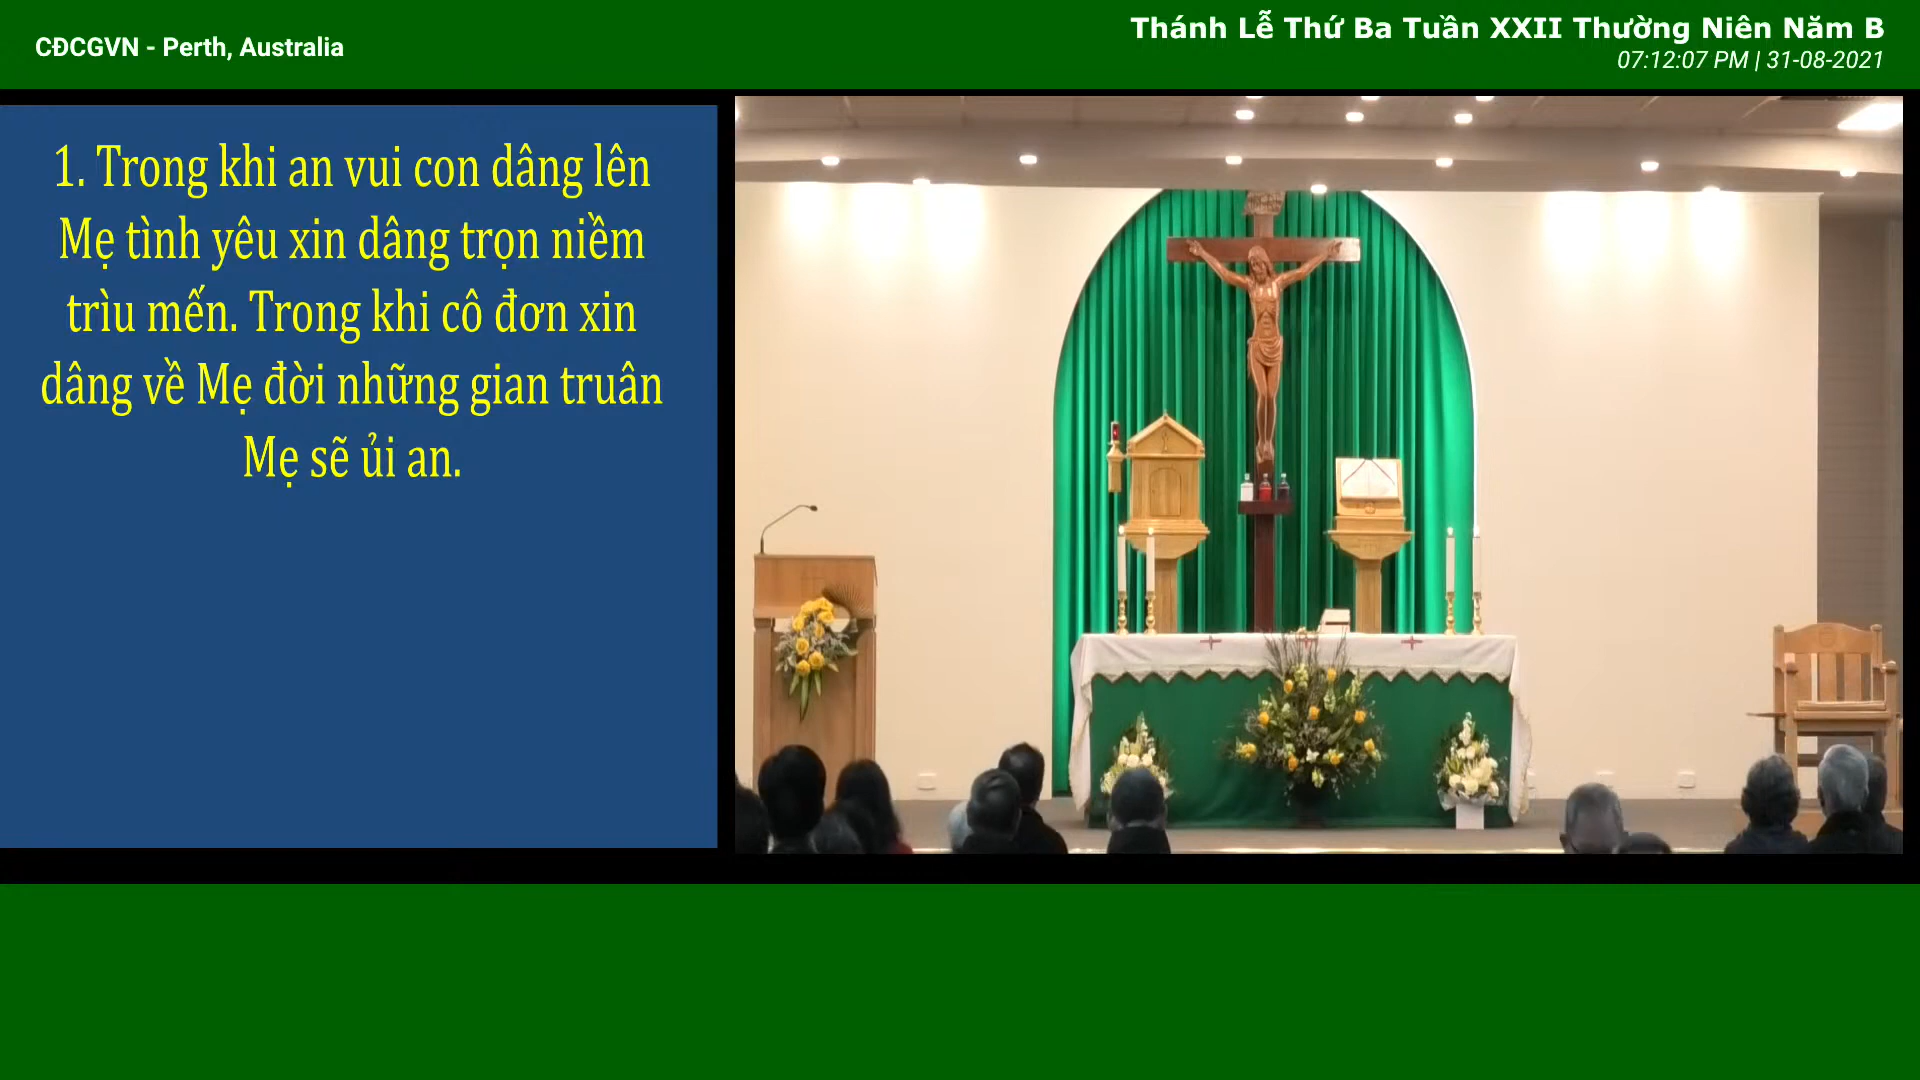 CĐCGVN - Perth, Australia
Thánh Lễ Thứ Ba Tuần XXII Thường Niên Năm B
07:12:07 PM | 31-08-2021
1. Trong khi an vui con dâng lên
Mẹ tình yêu xin dâng trọn niềm
trìu mến. Trong khi cô đơn xin
dâng về Mẹ đời những gian truân
Mẹ sẽ ủi an.